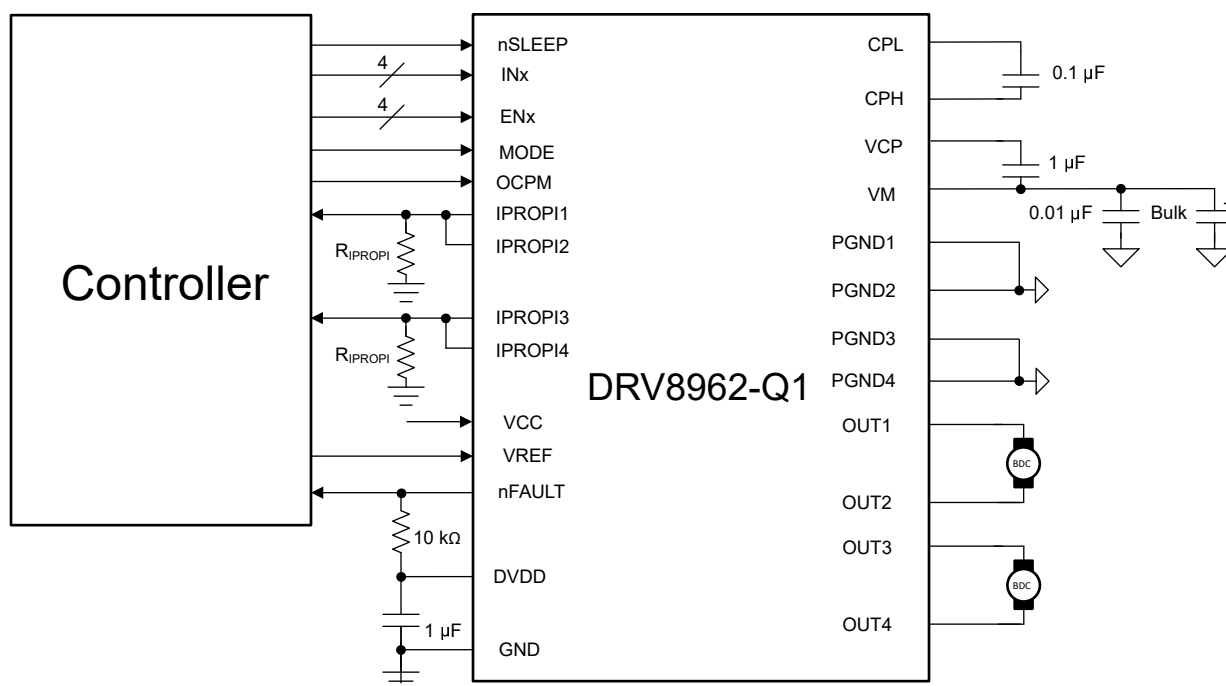 Controller
DRV8962-Q1
nSLEEP
4
INx
4
ENx
MODE
OCPM
IPROPI1
IPROPI2
RIPROPI
IPROPI3
IPROPI4
RIPROPI
VCC
VREF
nFAULT
10 kΩ
DVDD
1 µF
GND
CPL
0.1 µF
CPH
VCP
1 µF
VM
0.01 µF
Bulk
+
PGND1
PGND2
PGND3
PGND4
OUT1
BDC
OUT2
OUT3
BDC
OUT4